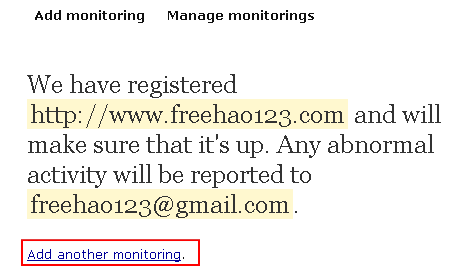 Add monitoring Manage monitorings
We have registered
http://www.freehao123.com and will
make sure that it's up. Any abnormal
activity will be reported to
freehao123@gmail.com.
Add another monitoring.